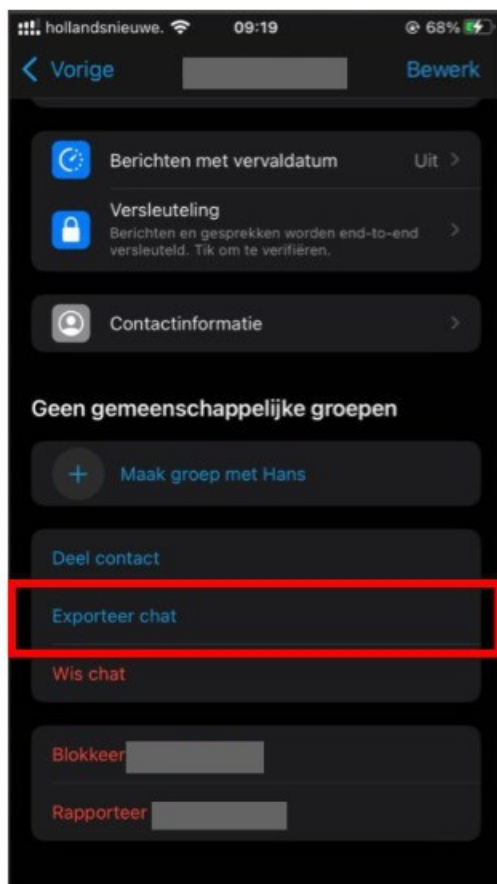 hollandsnieuwe. 09:19 68%
Vorige Bewerk
Berichten met vervaldatum Uit
Versleuteling
Berichten en gesprekken worden end-to-end
versleuteld. Tik om te verifiëren.
Contactinformatie
Geen gemeenschappelijke groepen
+ Maak groep met Hans
Deel contact
Exporteer chat
Wis chat
Blokkeer
Rapporteer